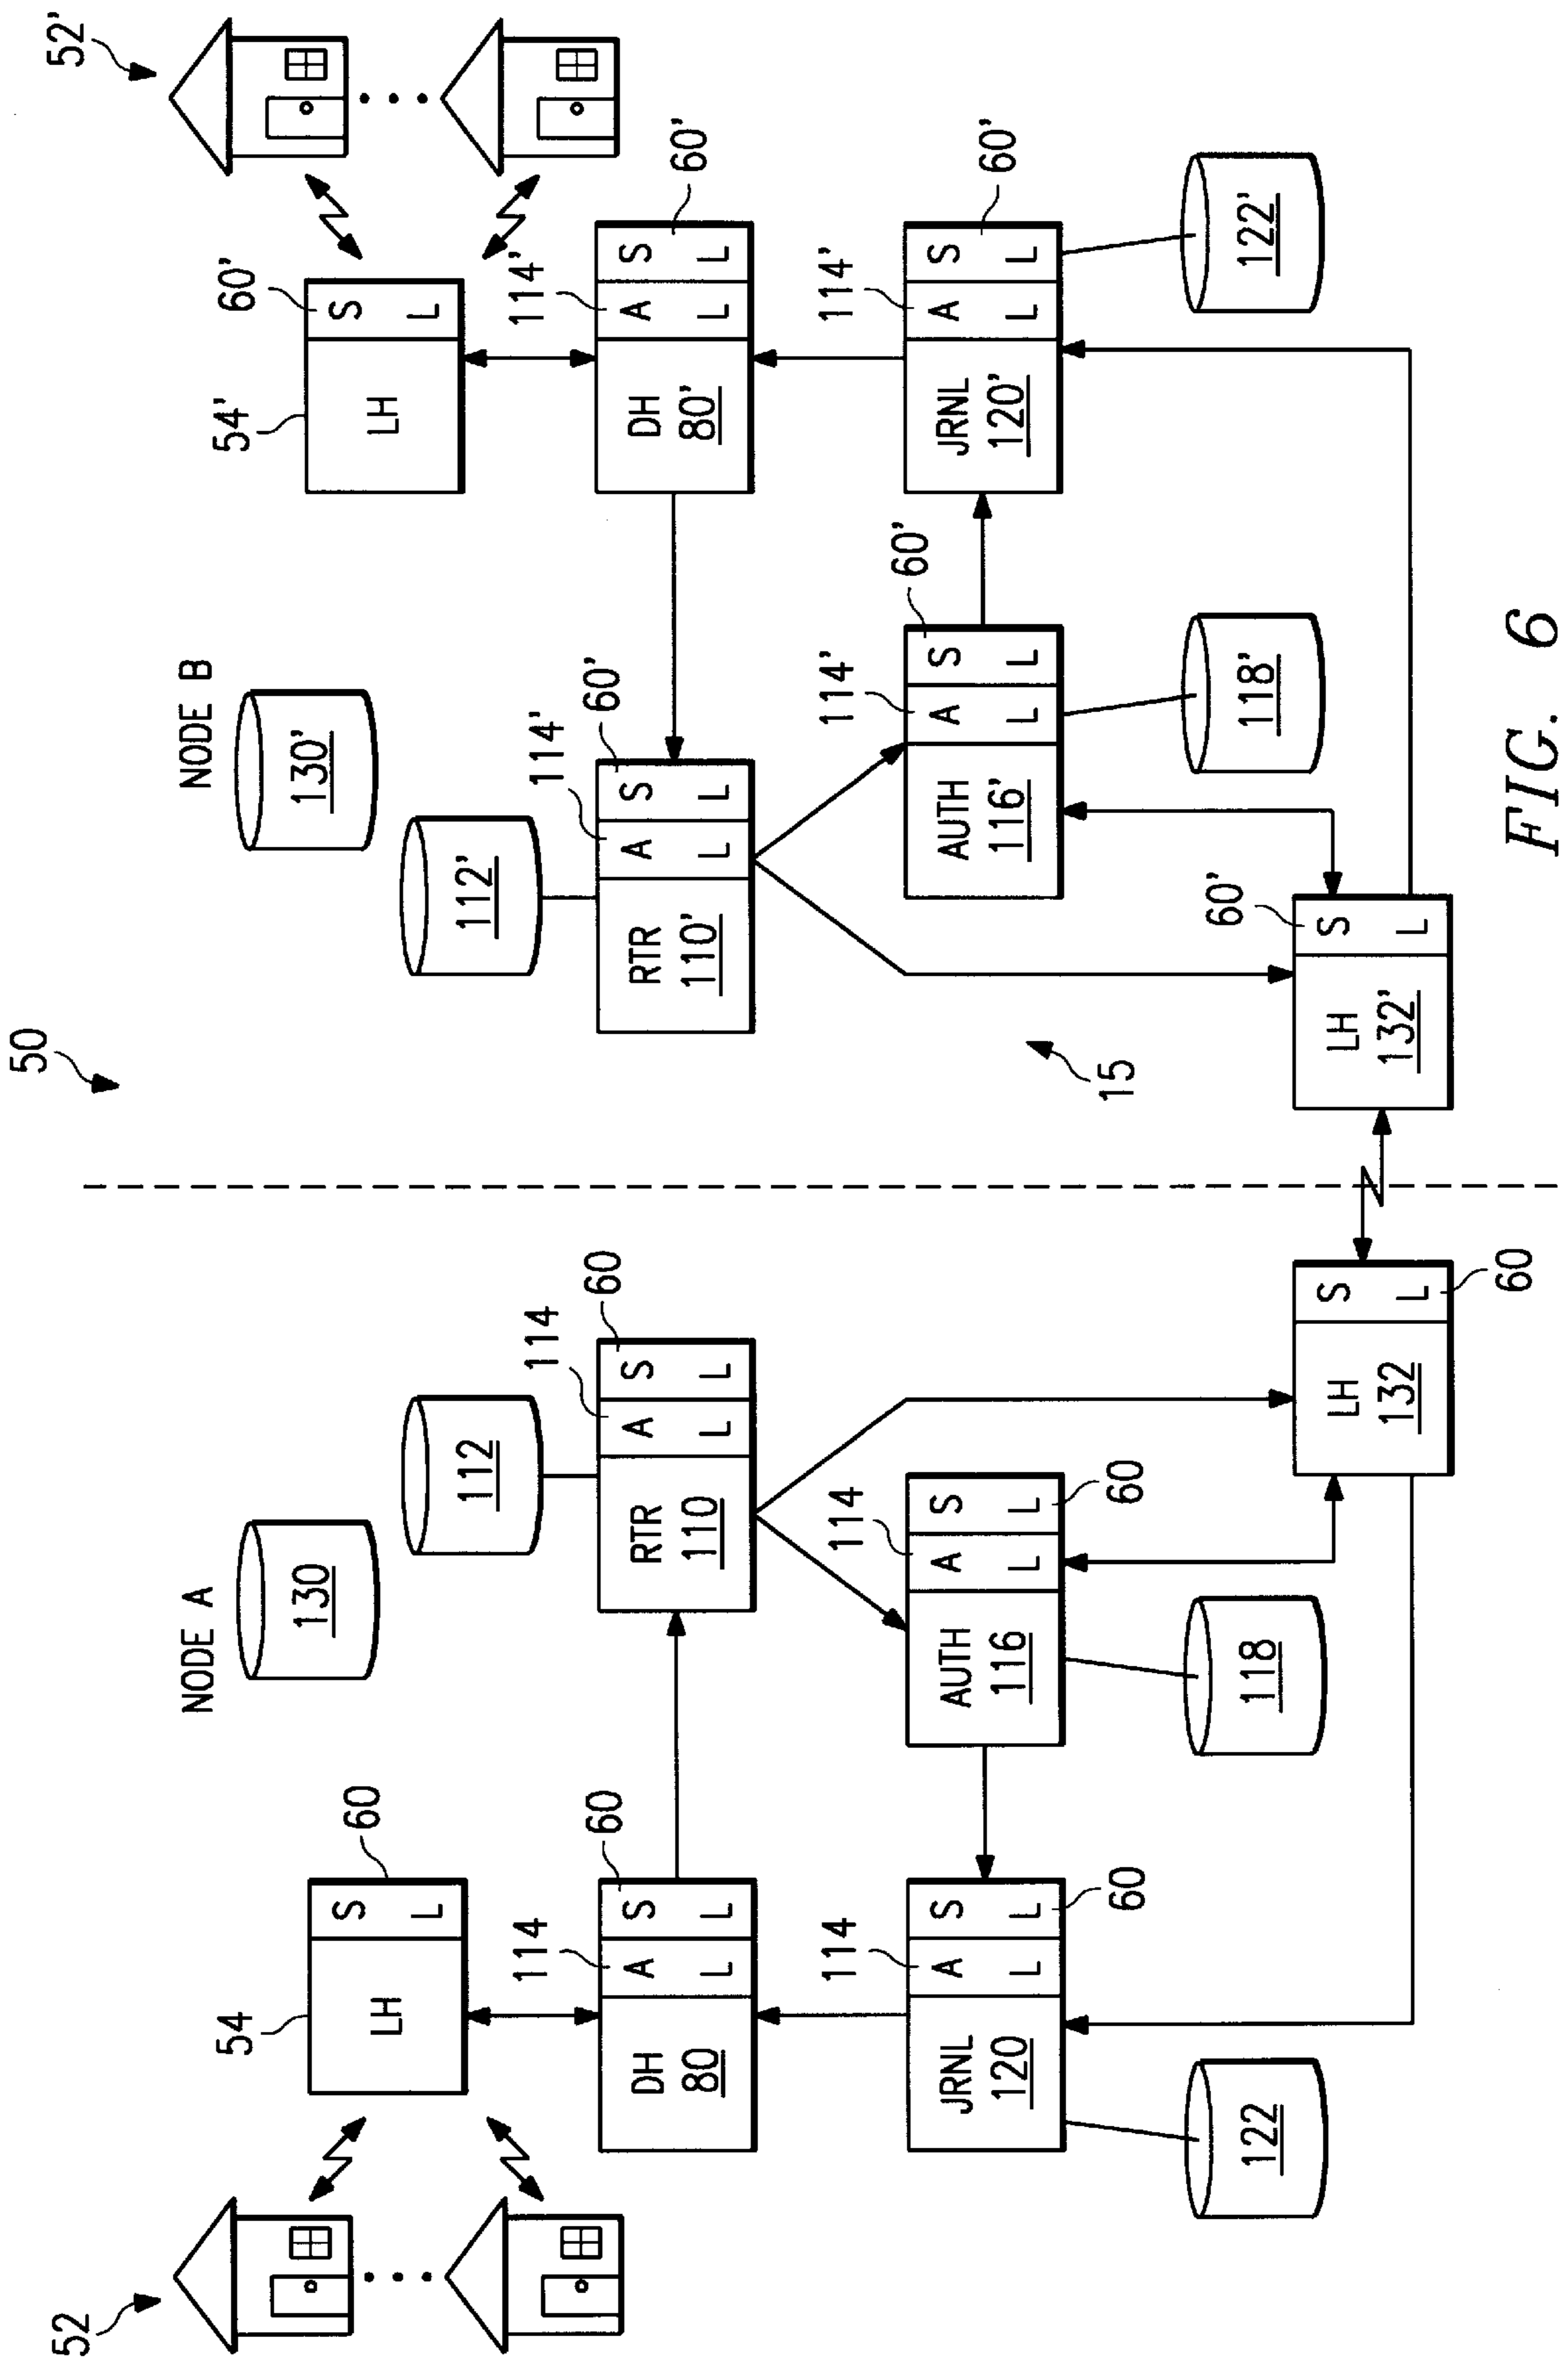 50
NODE A
NODE B
52
54
LH
S
L
60
130
112
130'
112'
54'
LH
S
L
60'
52'
DH
80
A
L
S
L
114
60
RTR
110
A
L
S
L
114
60
RTR
110'
A
L
S
L
114'
60'
DH
80'
A
L
S
L
114'
60'
JRNL
120
A
L
S
L
114
60
AUTH
116
A
L
S
L
114
60
15
AUTH
116'
A
L
S
L
114'
60'
JRNL
120'
A
L
S
L
114'
60'
122
118
118'
122'
LH
132
S
L
60
LH
132'
S
L
60'
FIG. 6